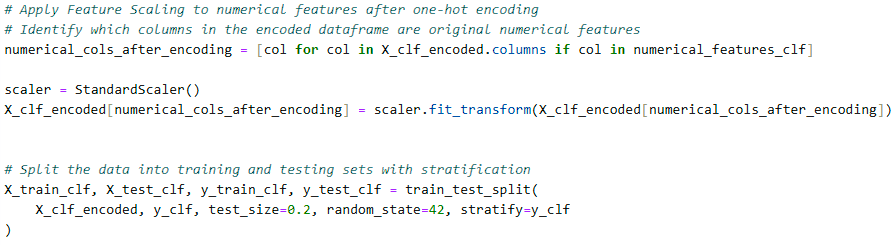 # Apply Feature Scaling to numerical features after one-hot encoding
# Identify which columns in the encoded dataframe are original numerical features
numerical_cols_after_encoding = [col for col in X_clf_encoded.columns if col in numerical_features_clf]

scaler = StandardScaler()
X_clf_encoded[numerical_cols_after_encoding] = scaler.fit_transform(X_clf_encoded[numerical_cols_after_encoding])


# Split the data into training and testing sets with stratification
X_train_clf, X_test_clf, y_train_clf, y_test_clf = train_test_split(
    X_clf_encoded, y_clf, test_size=0.2, random_state=42, stratify=y_clf
)